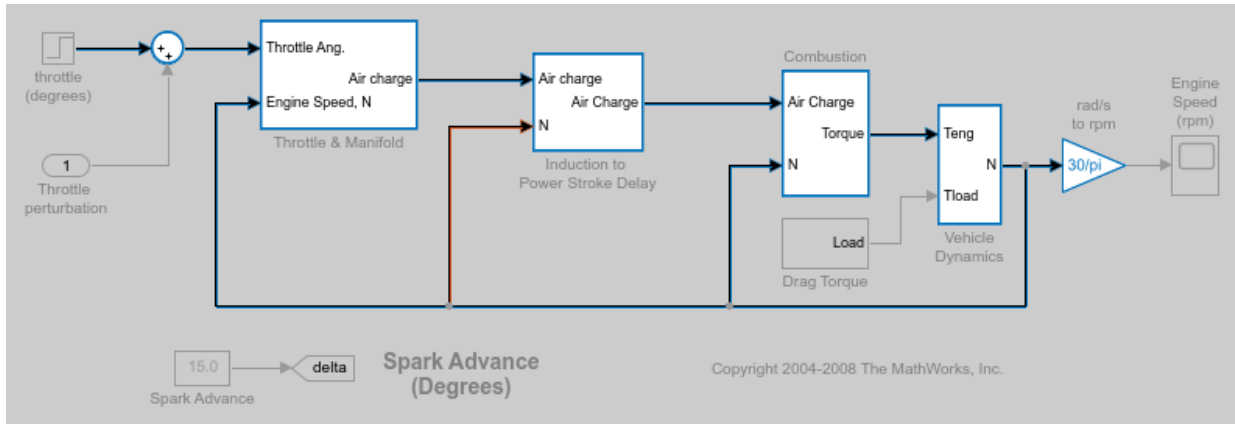 throttle
(degrees)
+
+
1
Throttle
perturbation
Throttle Ang.
Air charge
Engine Speed, N
Throttle & Manifold
Air charge
Air Charge
N
Induction to
Power Stroke Delay
Combustion
Air Charge
Torque
N
Load
Drag Torque
Teng
N
Tload
Vehicle
Dynamics
rad/s
to rpm
30/pi
Engine
Speed
(rpm)
15.0
Spark Advance
delta
Spark Advance
(Degrees)
Copyright 2004-2008 The MathWorks, Inc.